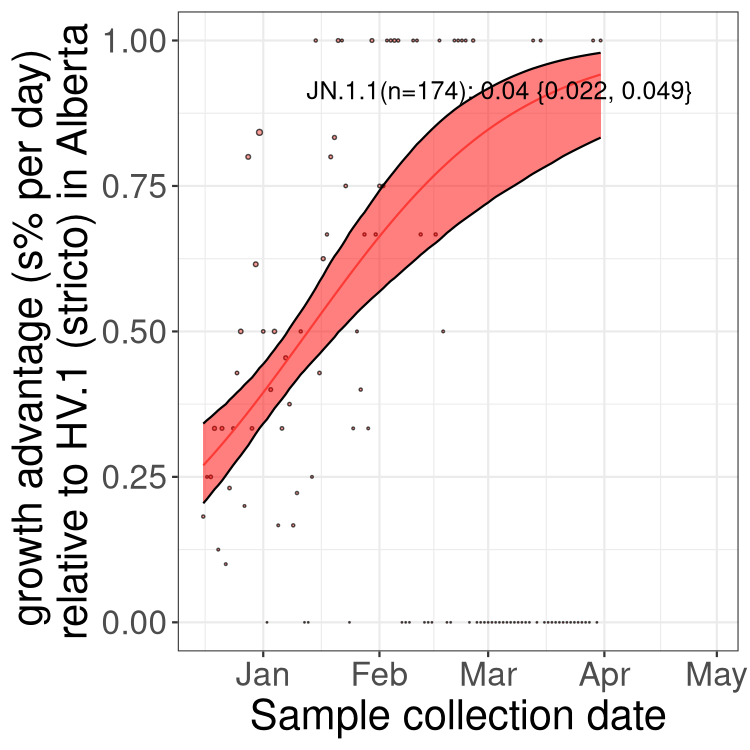 growth advantage (s% per day)
relative to HV.1 (stricto) in Alberta
1.00
0.75
0.50
0.25
0.00
JN.1.1(n=174): 0.04 {0.022, 0.049}
Jan Feb Mar Apr May
Sample collection date